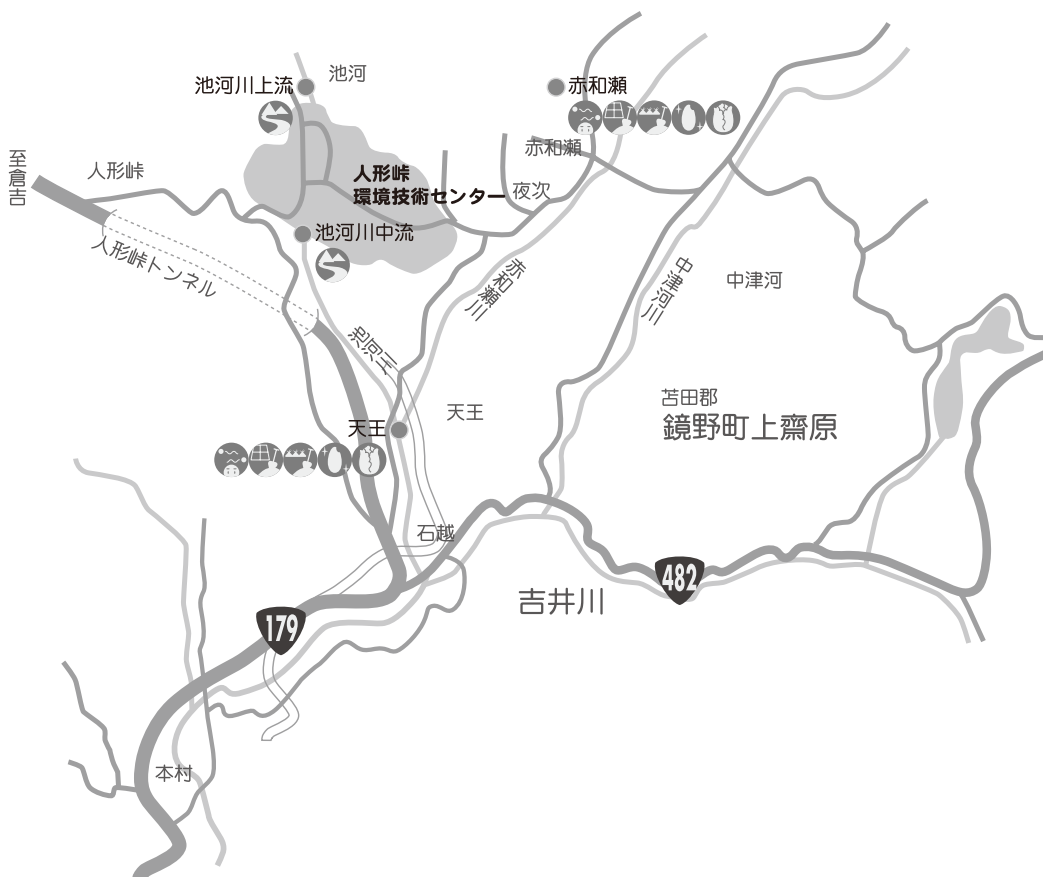 池河川上流
池河
赤和瀬
至倉吉
人形峠
人形峠
環境技術センター
赤和瀬
夜次
池河川中流
人形峠トンネル
赤和瀬川
中津河川
中津河
池河川
苫田郡
鏡野町上齋原
天王
天王
石越
482
吉井川
179
本村